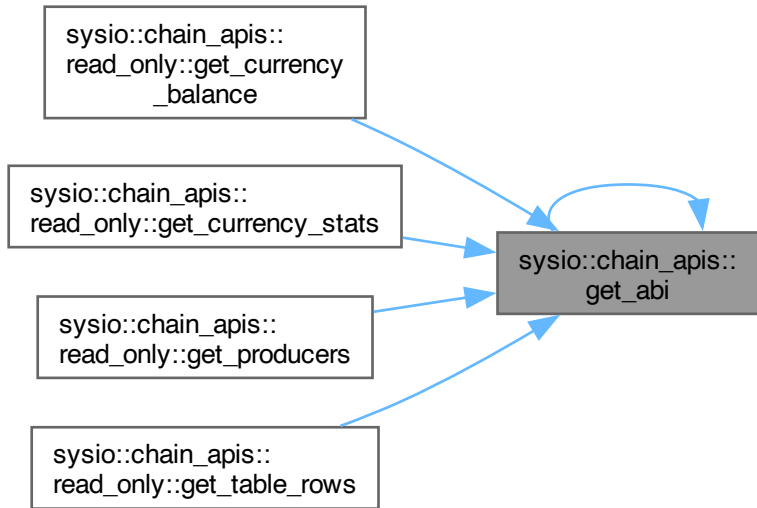 sysio::chain_apis::
read_only::get_currency
_balance
sysio::chain_apis::
read_only::get_currency_stats
sysio::chain_apis::
get_abi
sysio::chain_apis::
read_only::get_producers
sysio::chain_apis::
read_only::get_table_rows